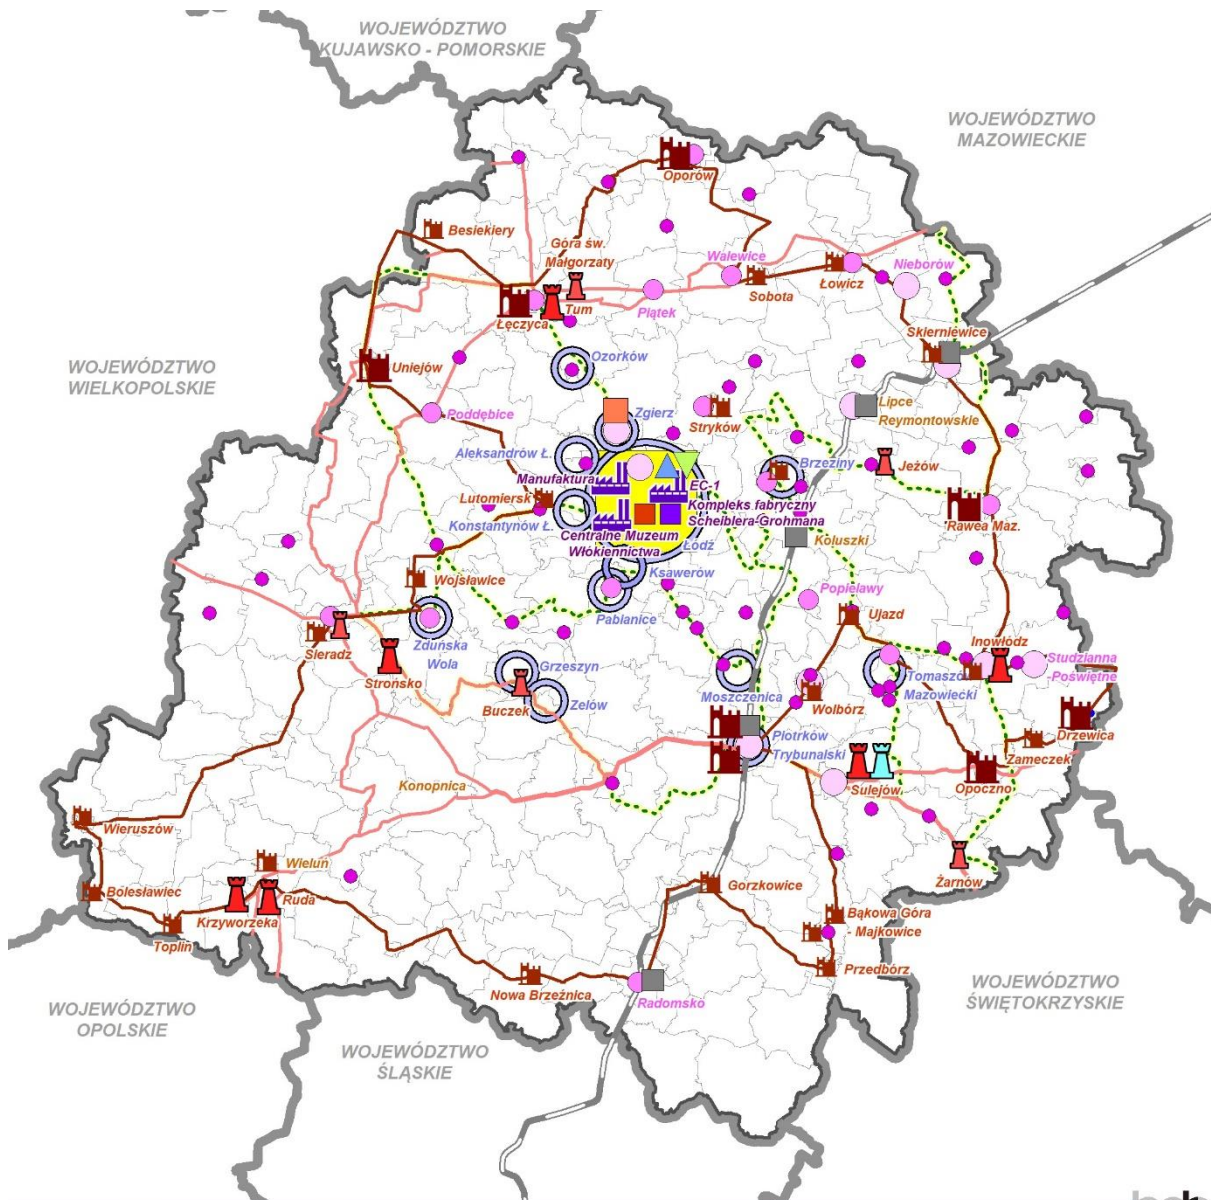 WOJEWÓDZTWO
KUJAWSKO - POMORSKIE
WOJEWÓDZTWO
MAZOWIECKIE
Oporów
Besiekiery
Góra św.
Małgorzaty
Walewice
Nieborów
Sobota
Łowicz
Łęczyca
Tum
Piątek
Skierniewice
WOJEWÓDZTWO
WIELKOPOLSKIE
Uniejów
Ozorków
Poddębice
Zgierz
Stryków
Lipce
Reymontowskie
Aleksandrów Ł.
Manufaktura
Brzeziny
Jeżów
EC-1
Lutomiersk
Kompleks fabryczny
Scheiblera-Grohmana
Rawea Maz.
Konstantynów Ł.
Centralne Muzeum
Włókiennictwa
Łódź
Koluszki
Ksawerów
Wojsławice
Popielawy
Pabianice
Ujazd
Sieradz
Zduńska
Wola
Inowłódz
Studzianna
Poświętne
Strońsko
Grzeszyn
Buczek
Zelów
Moszczenica
Tomaszów
Mazowiecki
Wolbórz
Piotrków
Trybunalski
Drzewica
Zameczek
Konopnica
Sulejów
Opoczno
Wieruszów
Wieluń
Żarnów
Bolesławiec
Ruda
Krzyworzeka
Toplin
Gorzkowice
Bąkowa Góra
- Majkowice
Przedbórz
Nowa Brzeźnica
Radomsko
WOJEWÓDZTWO
OPOLSKIE
WOJEWÓDZTWO
ŚLĄSKIE
WOJEWÓDZTWO
ŚWIĘTOKRZYSKIE